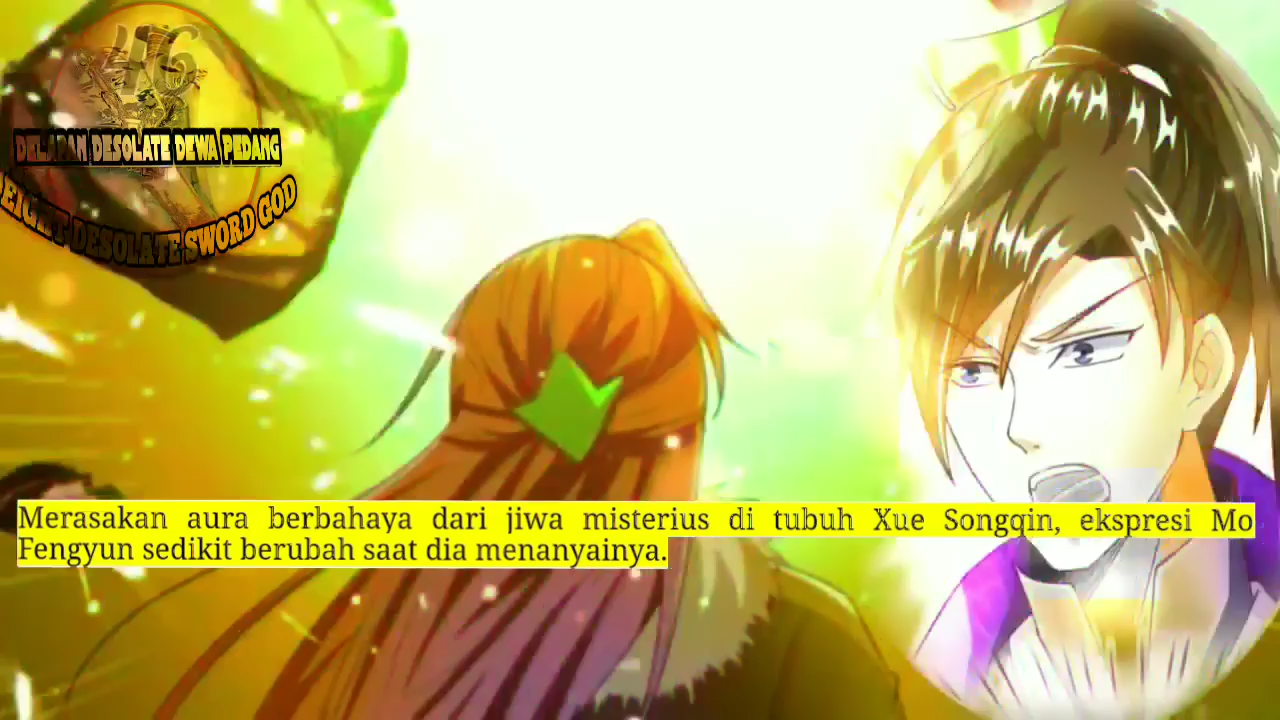 46
DELAPAN DESOLATE DEWA PEDANG
EIGHT DESOLATE SWORD GOD
Merasakan aura berbahaya dari jiwa misterius di tubuh Xue Songqin, ekspresi Mo
Fengyun sedikit berubah saat dia menanyainya.